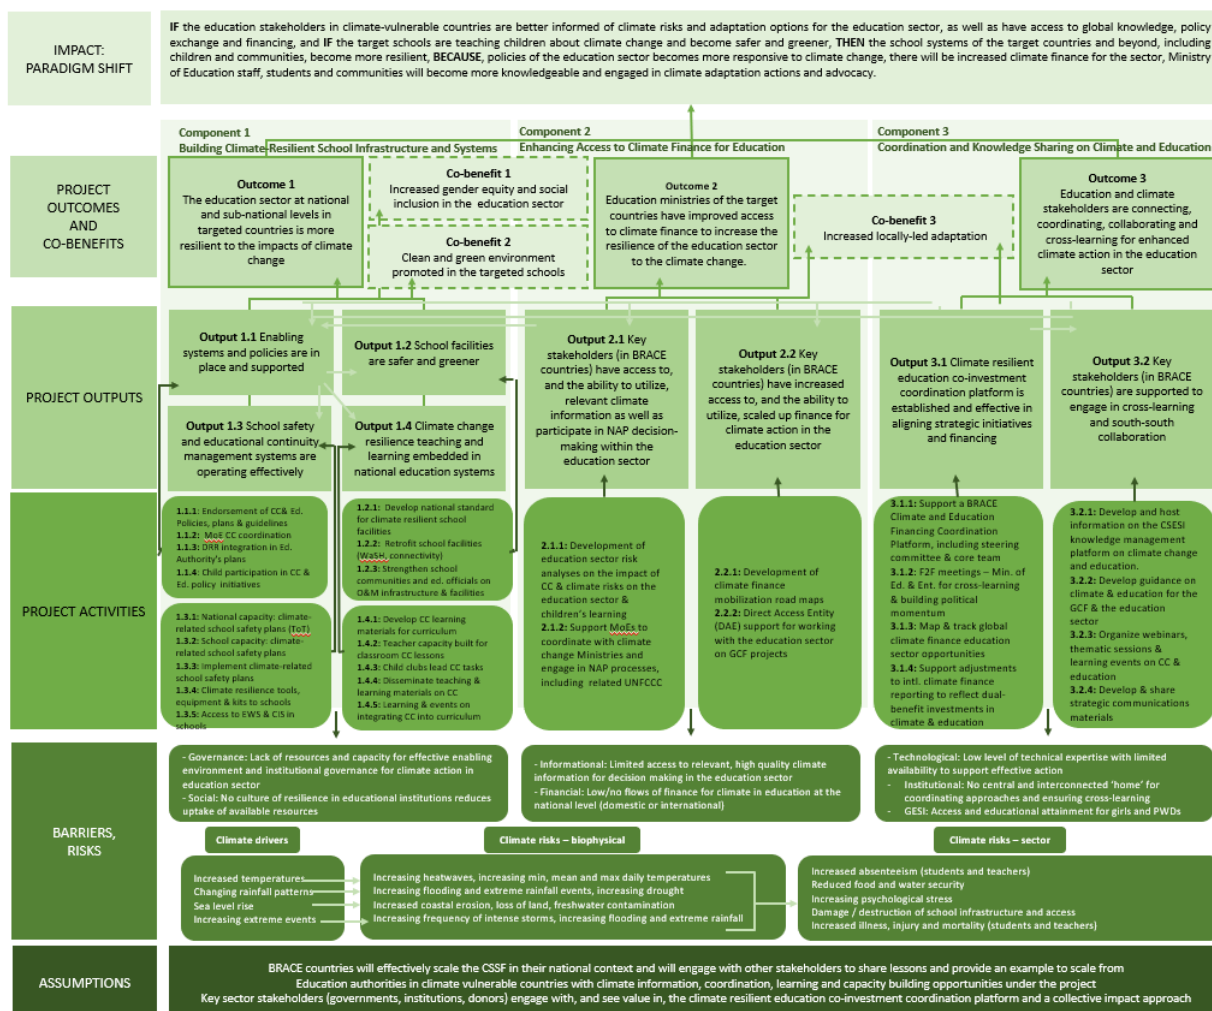 IMPACT:
PARADIGM SHIFT
IF the education stakeholders in climate-vulnerable countries are better informed of climate risks and adaptation options for the education sector, as well as have access to global knowledge, policy
exchange and financing, and IF the target schools are teaching children about climate change and become safer and greener, THEN the school systems of the target countries and beyond, including
children and communities, become more resilient, BECAUSE, policies of the education sector becomes more responsive to climate change, there will be increased climate finance for the sector, Ministry
of Education staff, students and communities will become more knowledgeable and engaged in climate adaptation actions and advocacy.
Component 1
Building Climate-Resilient School Infrastructure and Systems
Component 2
Enhancing Access to Climate Finance for Education
Component 3
Coordination and Knowledge Sharing on Climate and Education
PROJECT
OUTCOMES
AND
CO-BENEFITS
Outcome 1
The education sector at national
and sub-national levels in
targeted countries is more
resilient to the impacts of climate
change
Co-benefit 1
Increased gender equity and social
inclusion in the education sector
Co-benefit 2
Clean and green environment
promoted in the targeted schools
Outcome 2
Education ministries of the target
countries have improved access
to climate finance to increase the
resilience of the education sector
to the climate change.
Co-benefit 3
Increased locally-led adaptation
Outcome 3
Education and climate
stakeholders are connecting,
coordinating, collaborating and
cross-learning for enhanced
climate action in the education
sector
PROJECT OUTPUTS
Output 1.1 Enabling
systems and policies are in
place and supported
Output 1.2 School facilities
are safer and greener
Output 1.3 School safety
and educational continuity
management systems are
operating effectively
Output 1.4 Climate change
resilience teaching and
learning embedded in
national education systems
Output 2.1 Key
stakeholders (in BRACE
countries) have access to,
and the ability to utilize,
relevant climate
information as well as
participate in NAP decision-
making within the
education sector
Output 2.2 Key
stakeholders (in BRACE
countries) have increased
access to, and the ability to
utilize, scaled up finance for
climate action in the
education sector
Output 3.1 Climate resilient
education co-investment
coordination platform is
established and effective in
aligning strategic initiatives
and financing
Output 3.2 Key
stakeholders (in BRACE
countries) are supported to
engage in cross-learning
and south-south
collaboration
PROJECT ACTIVITIES
1.1.1: Endorsement of CC& Ed.
Policies, plans & guidelines
1.1.2: MoE CC coordination
1.1.3: DRR integration in Ed.
Authority's plans
1.1.4: Child participation in CC &
Ed. policy initiatives
1.2.1: Develop national standard
for climate resilient school
facilities
1.2.2: Retrofit school facilities
(WaSH, connectivity)
1.2.3: Strengthen school
communities and ed. officials on
O&M infrastructure & facilities
1.3.1: National capacity: climate-
related school safety plans (ToT)
1.3.2: School capacity: climate-
related school safety plans
1.3.3: Implement climate-related
school safety plans
1.3.4: Climate resilience tools,
equipment & kits to schools
1.3.5: Access to EWS & CIS in
schools
1.4.1: Develop CC learning
materials for curriculum
1.4.2: Teacher capacity built for
classroom CC lessons
1.4.3: Child clubs lead CC tasks
1.4.4: Disseminate teaching &
learning materials on CC
1.4.5: Learning & events on
integrating CC into curriculum
2.1.1: Development of
education sector risk
analyses on the impact of
CC & climate risks on the
education sector &
children's learning
2.1.2: Support MoEs to
coordinate with climate
change Ministries and
engage in NAP processes,
including related UNFCCC
2.2.1: Development of
climate finance
mobilization road maps
2.2.2: Direct Access Entity
(DAE) support for working
with the education sector
on GCF projects
3.1.1: Support a BRACE
Climate and Education
Financing Coordination
Platform, including steering
committee & core team
3.1.2: F2F meetings – Min. of
Ed. & Ent. for cross-learning
& building political
momentum
3.1.3: Map & track global
climate finance education
sector opportunities
3.1.4: Support adjustments
to intl. climate finance
reporting to reflect dual-
benefit investments in
climate & education
3.2.1: Develop and host
information on the CSESI
knowledge management
platform on climate change
and education.
3.2.2: Develop guidance on
climate & education for the
GCF & the education
sector
3.2.3: Organize webinars,
thematic sessions &
learning events on CC &
education
3.2.4: Develop & share
strategic communications
materials
BARRIERS,
RISKS
- Governance: Lack of resources and capacity for effective enabling
environment and institutional governance for climate action in
education sector
- Social: No culture of resilience in educational institutions reduces
uptake of available resources
- Informational: Limited access to relevant, high quality climate
information for decision making in the education sector
- Financial: Low/no flows of finance for climate in education at the
national level (domestic or international)
- Technological: Low level of technical expertise with limited
availability to support effective action
- Institutional: No central and interconnected 'home' for
coordinating approaches and ensuring cross-learning
- GESI: Access and educational attainment for girls and PWDs
Climate drivers
Climate risks – biophysical
Climate risks – sector
Increased temperatures
Changing rainfall patterns
Sea level rise
Increasing extreme events
Increasing heatwaves, increasing min, mean and max daily temperatures
Increasing flooding and extreme rainfall events, increasing drought
Increased coastal erosion, loss of land, freshwater contamination
Increasing frequency of intense storms, increasing flooding and extreme rainfall
Increased absenteeism (students and teachers)
Reduced food and water security
Increasing psychological stress
Damage / destruction of school infrastructure and access
Increased illness, injury and mortality (students and teachers)
ASSUMPTIONS
BRACE countries will effectively scale the CSSF in their national context and will engage with other stakeholders to share lessons and provide an example to scale from
Education authorities in climate vulnerable countries with climate information, coordination, learning and capacity building opportunities under the project
Key sector stakeholders (governments, institutions, donors) engage with, and see value in, the climate resilient education co-investment coordination platform and a collective impact approach